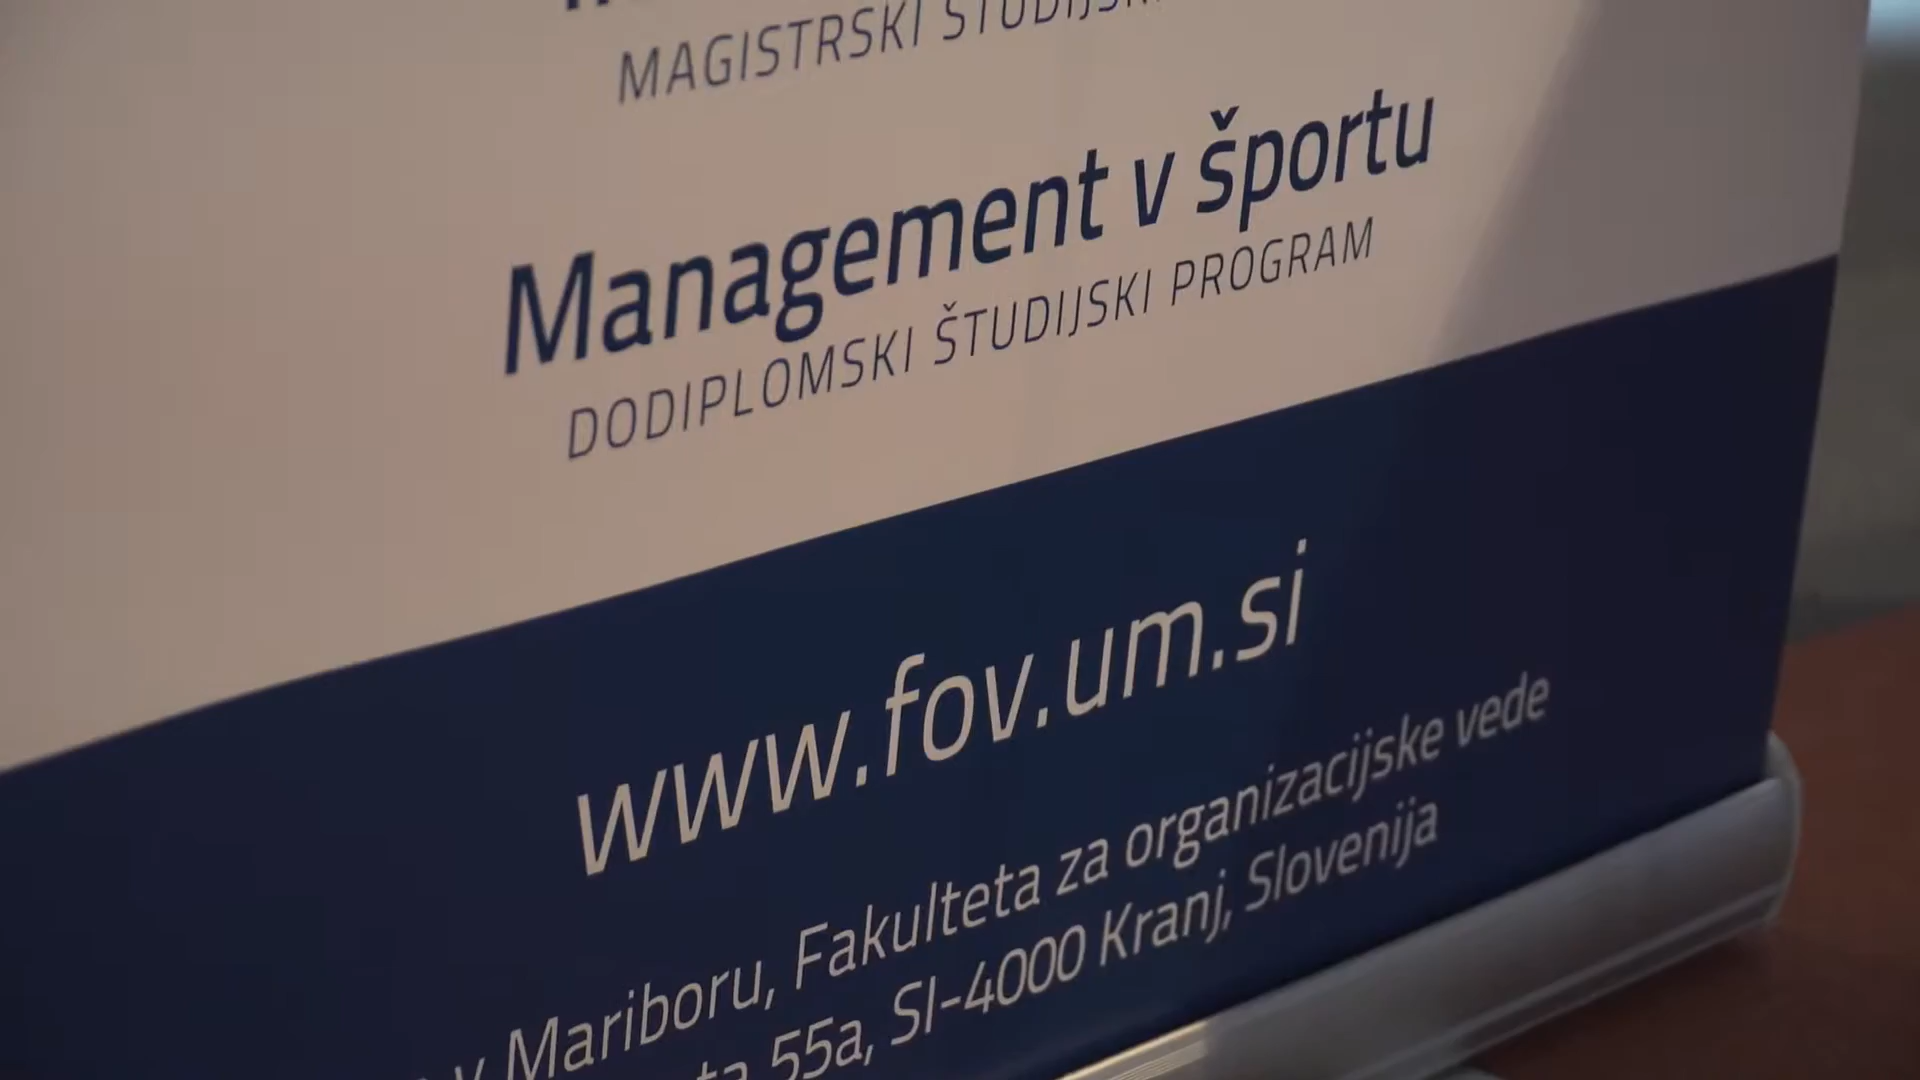 MAGISTRSKI ŠTUDIJSKI
Management v športu
DODIPLOMSKI ŠTUDIJSKI PROGRAM
www.fov.um.si
v Mariboru, Fakulteta za organizacijske vede
55a, SI-4000 Kranj, Slovenija